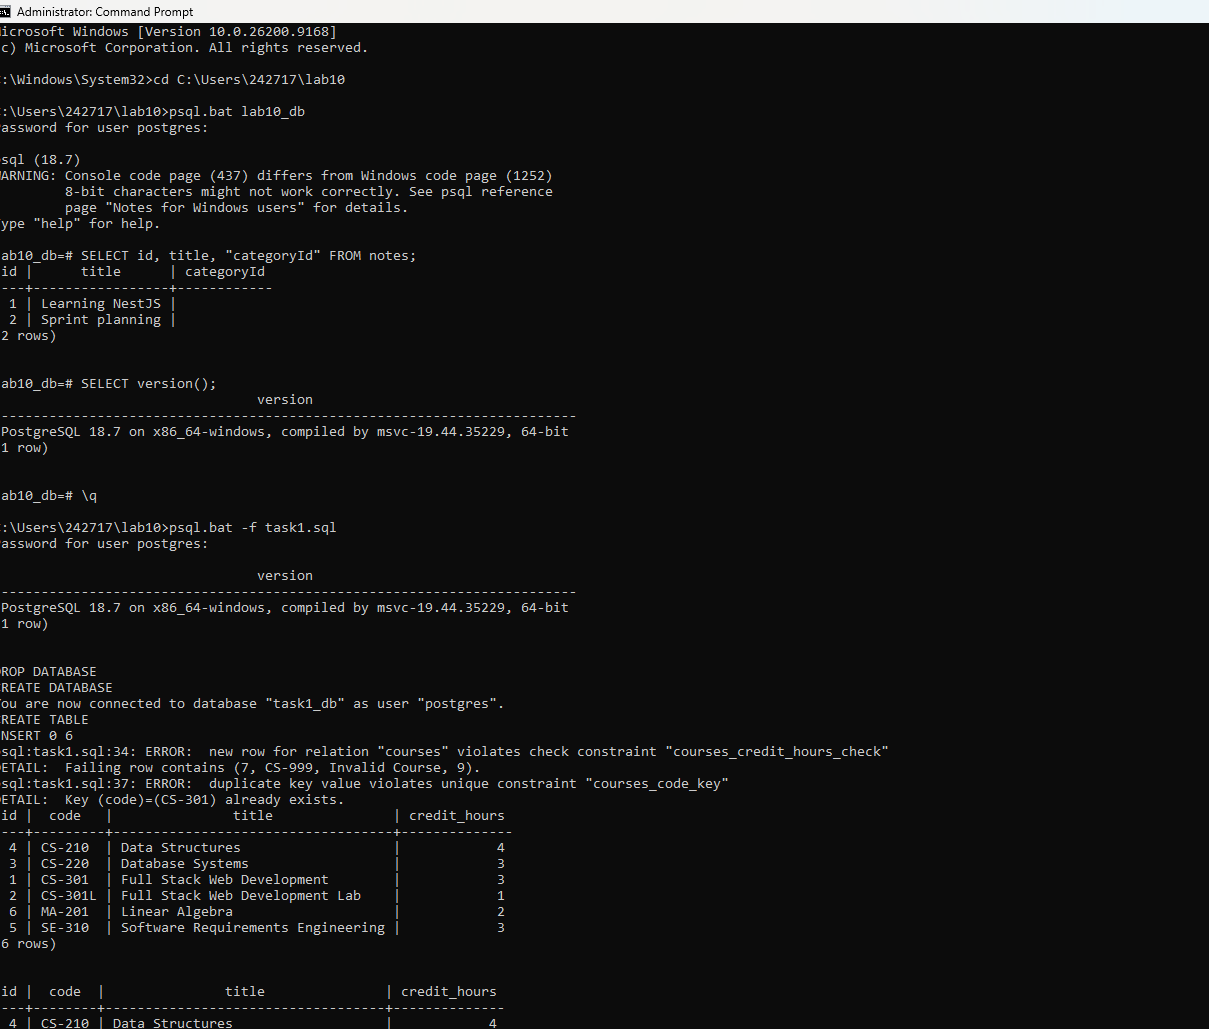 Administrator: Command Prompt
icrosoft Windows [Version 10.0.26200.9168]
c) Microsoft Corporation. All rights reserved.
:\Windows\System32>cd C:\Users\242717\lab10
:\Users\242717\lab10>psql.bat lab10_db
assword for user postgres:
sql (18.7)
ARNING: Console code page (437) differs from Windows code page (1252)
        8-bit characters might not work correctly. See psql reference
        page "Notes for Windows users" for details.
ype "help" for help.
ab10_db=# SELECT id, title, "categoryId" FROM notes;
id |      title      | categoryId
---+-----------------+------------
 1 | Learning NestJS |
 2 | Sprint planning |
2 rows)
ab10_db=# SELECT version();
                                version
------------------------------------------------------------------------
PostgreSQL 18.7 on x86_64-windows, compiled by msvc-19.44.35229, 64-bit
1 row)
ab10_db=# \q
:\Users\242717\lab10>psql.bat -f task1.sql
assword for user postgres:
                                version
------------------------------------------------------------------------
PostgreSQL 18.7 on x86_64-windows, compiled by msvc-19.44.35229, 64-bit
1 row)
ROP DATABASE
REATE DATABASE
ou are now connected to database "task1_db" as user "postgres".
REATE TABLE
NSERT 0 6
sql:task1.sql:34: ERROR:  new row for relation "courses" violates check constraint "courses_credit_hours_check"
ETAIL:  Failing row contains (7, CS-999, Invalid Course, 9).
sql:task1.sql:37: ERROR:  duplicate key value violates unique constraint "courses_code_key"
ETAIL:  Key (code)=(CS-301) already exists.
id |  code   |               title               | credit_hours
---+---------+-----------------------------------+--------------
 4 | CS-210  | Data Structures                   |            4
 3 | CS-220  | Database Systems                  |            3
 1 | CS-301  | Full Stack Web Development        |            3
 2 | CS-301L | Full Stack Web Development Lab    |            1
 6 | MA-201  | Linear Algebra                    |            2
 5 | SE-310  | Software Requirements Engineering |            3
6 rows)
id |  code  |               title               | credit_hours
---+--------+-----------------------------------+--------------
 4 | CS-210 | Data Structures                   |            4